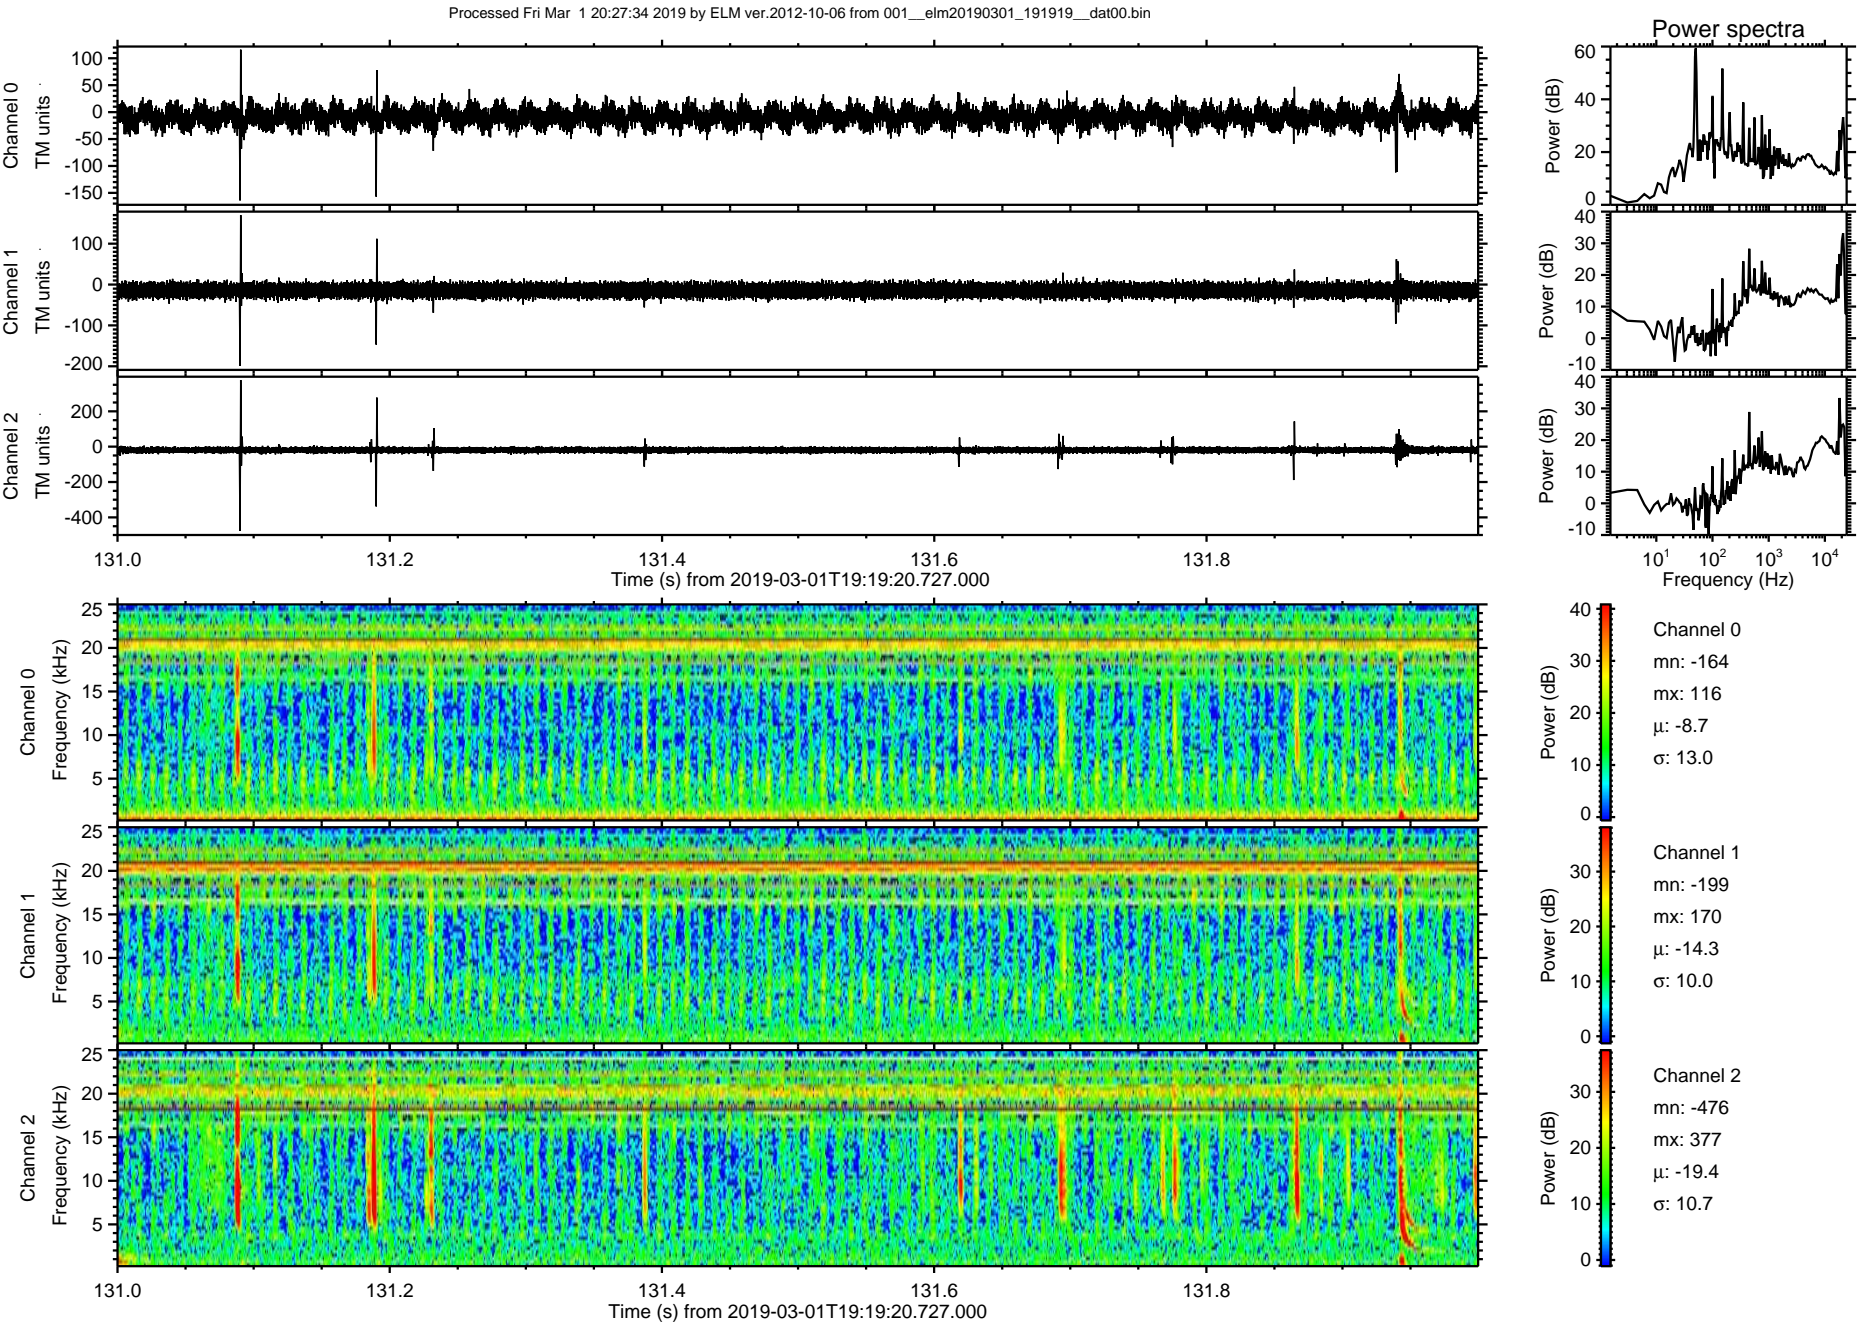 Processed Fri Mar  1 20:27:34 2019 by ELM ver.2012-10-06 from 001__elm20190301_191919__dat00.bin
Power spectra
Channel 0
TM units
100
50
0
-50
-100
-150
Power (dB)
60
40
20
0
Channel 1
TM units
100
0
-100
-200
Power (dB)
40
30
20
10
0
-10
Channel 2
TM units
200
0
-200
-400
Power (dB)
40
30
20
10
0
-10
131.0 131.2 131.4 131.6 131.8
Time (s) from 2019-03-01T19:19:20.727.000
10¹ 10² 10³ 10⁴
Frequency (Hz)
Channel 0
Frequency (kHz)
25
20
15
10
5
Power (dB)
40
30
20
10
0
Channel 0
mn: -164
mx: 116
μ: -8.7
σ: 13.0
Channel 1
Frequency (kHz)
25
20
15
10
5
Power (dB)
30
20
10
0
Channel 1
mn: -199
mx: 170
μ: -14.3
σ: 10.0
Channel 2
Frequency (kHz)
25
20
15
10
5
Power (dB)
30
20
10
0
Channel 2
mn: -476
mx: 377
μ: -19.4
σ: 10.7
131.0 131.2 131.4 131.6 131.8
Time (s) from 2019-03-01T19:19:20.727.000